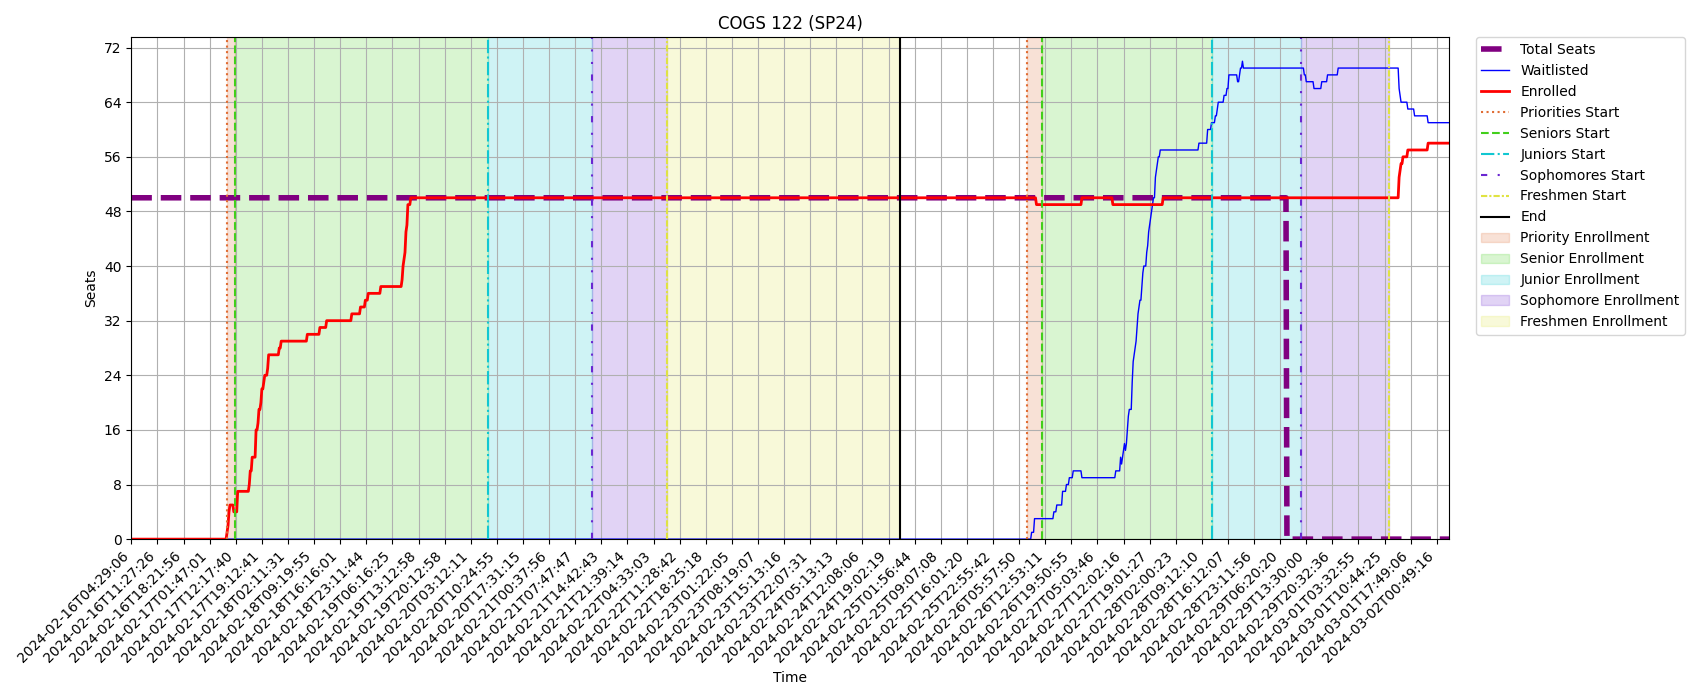 COGS 122 (SP24)
72
64
56
48
40
32
24
16
8
0
Seats
2024-02-16T04:29:06
2024-02-16T11:27:26
2024-02-16T18:21:56
2024-02-17T01:47:01
2024-02-17T12:17:40
2024-02-17T19:12:41
2024-02-18T02:11:31
2024-02-18T09:19:55
2024-02-18T16:16:01
2024-02-18T23:11:44
2024-02-19T06:16:25
2024-02-19T13:12:58
2024-02-19T20:12:58
2024-02-20T03:12:11
2024-02-20T10:24:55
2024-02-20T17:31:15
2024-02-21T00:37:56
2024-02-21T07:47:47
2024-02-21T14:42:43
2024-02-21T21:39:14
2024-02-22T04:33:03
2024-02-22T11:28:42
2024-02-22T18:25:18
2024-02-23T01:22:05
2024-02-23T08:19:07
2024-02-23T15:13:16
2024-02-23T22:07:31
2024-02-24T05:13:13
2024-02-24T12:08:06
2024-02-24T19:02:19
2024-02-25T01:56:44
2024-02-25T09:07:08
2024-02-25T16:01:20
2024-02-25T22:55:42
2024-02-26T05:57:50
2024-02-26T12:53:11
2024-02-26T19:50:55
2024-02-27T05:03:46
2024-02-27T12:02:16
2024-02-27T19:01:27
2024-02-28T02:00:23
2024-02-28T09:12:10
2024-02-28T16:12:07
2024-02-28T23:11:56
2024-02-29T06:20:20
2024-02-29T13:30:00
2024-02-29T20:32:36
2024-03-01T03:32:55
2024-03-01T10:44:25
2024-03-01T17:49:06
2024-03-02T00:49:16
Time
Total Seats
Waitlisted
Enrolled
Priorities Start
Seniors Start
Juniors Start
Sophomores Start
Freshmen Start
End
Priority Enrollment
Senior Enrollment
Junior Enrollment
Sophomore Enrollment
Freshmen Enrollment